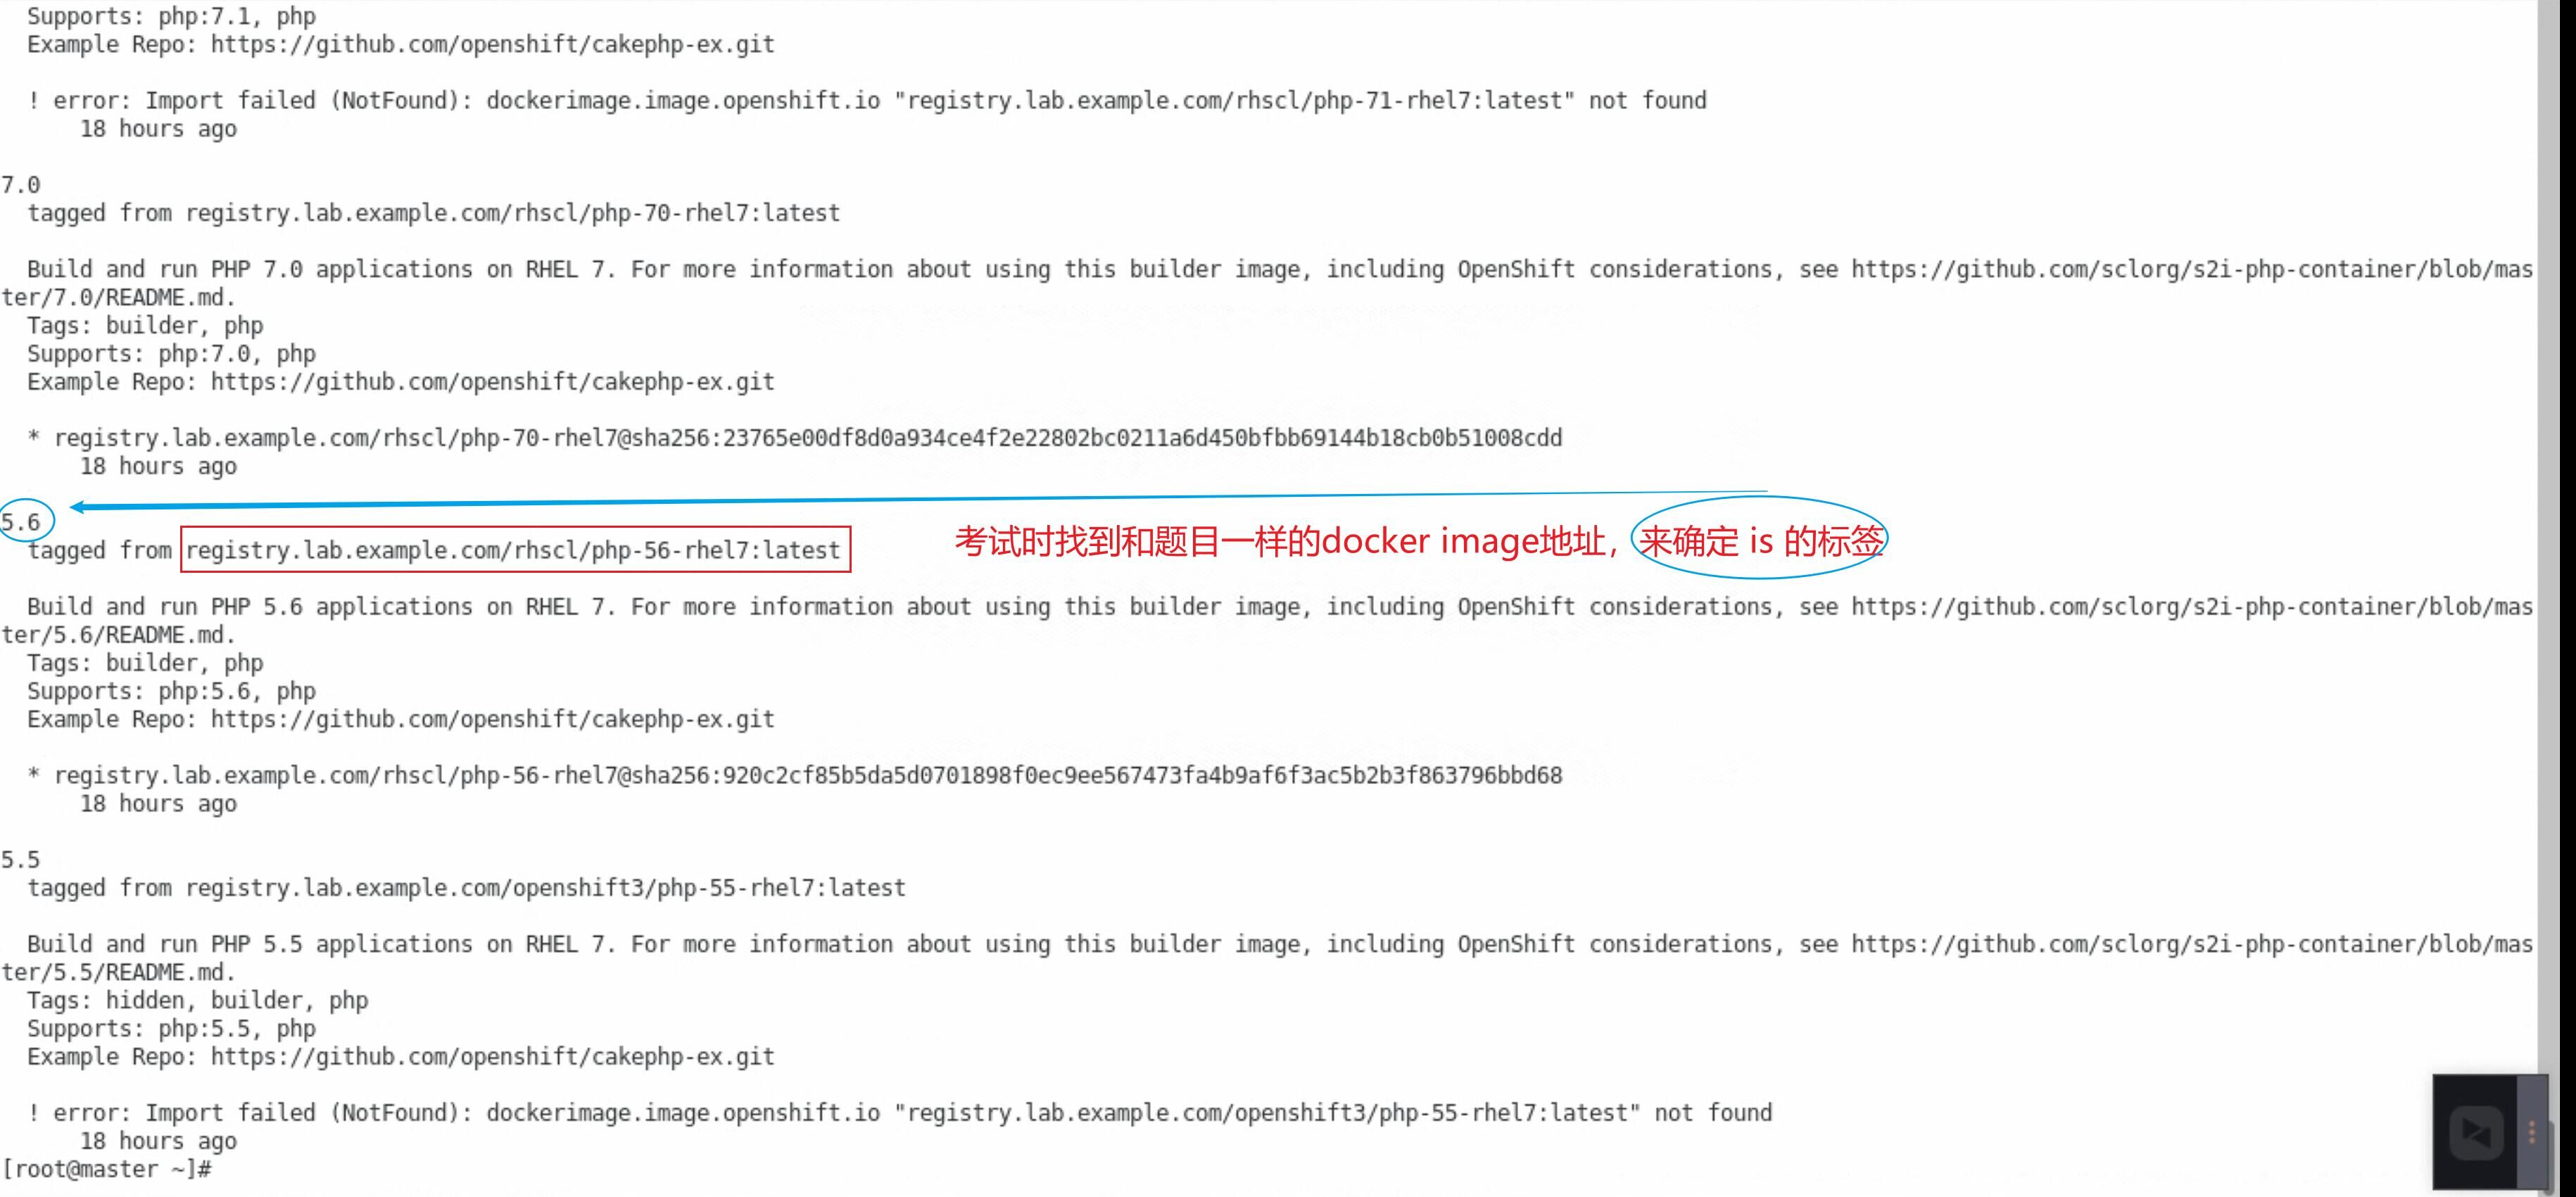 Supports: php:7.1, php
Example Repo: https://github.com/openshift/cakephp-ex.git
! error: Import failed (NotFound): dockerimage.image.openshift.io "registry.lab.example.com/rhscl/php-71-rhel7:latest" not found
18 hours ago
7.0
tagged from registry.lab.example.com/rhscl/php-70-rhel7:latest
Build and run PHP 7.0 applications on RHEL 7. For more information about using this builder image, including OpenShift considerations, see https://github.com/sclorg/s2i-php-container/blob/mas
ter/7.0/README.md.
Tags: builder, php
Supports: php:7.0, php
Example Repo: https://github.com/openshift/cakephp-ex.git
* registry.lab.example.com/rhscl/php-70-rhel7@sha256:23765e00df8d0a934ce4f2e22802bc0211a6d450bfbb69144b18cb0b51008cdd
18 hours ago
5.6
tagged from registry.lab.example.com/rhscl/php-56-rhel7:latest
考试时找到和题目一样的docker image地址，来确定 is 的标签
Build and run PHP 5.6 applications on RHEL 7. For more information about using this builder image, including OpenShift considerations, see https://github.com/sclorg/s2i-php-container/blob/mas
ter/5.6/README.md.
Tags: builder, php
Supports: php:5.6, php
Example Repo: https://github.com/openshift/cakephp-ex.git
* registry.lab.example.com/rhscl/php-56-rhel7@sha256:920c2cf85b5da5d0701898f0ec9ee567473fa4b9af6f3ac5b2b3f863796bbd68
18 hours ago
5.5
tagged from registry.lab.example.com/openshift3/php-55-rhel7:latest
Build and run PHP 5.5 applications on RHEL 7. For more information about using this builder image, including OpenShift considerations, see https://github.com/sclorg/s2i-php-container/blob/mas
ter/5.5/README.md.
Tags: hidden, builder, php
Supports: php:5.5, php
Example Repo: https://github.com/openshift/cakephp-ex.git
! error: Import failed (NotFound): dockerimage.image.openshift.io "registry.lab.example.com/openshift3/php-55-rhel7:latest" not found
18 hours ago
[root@master ~]#